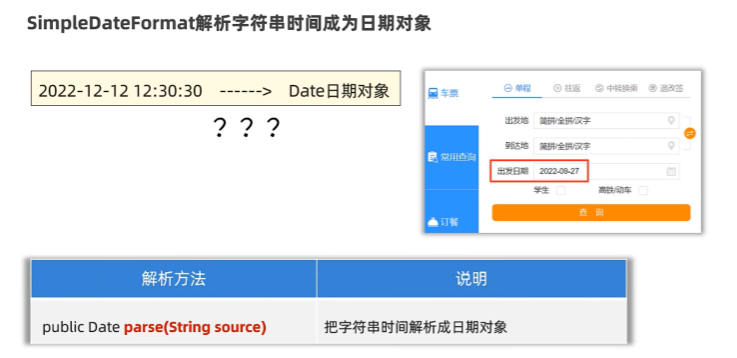 SimpleDateFormat解析字符串时间成为日期对象
2022-12-12 12:30:30 ------> Date日期对象
？？？
车票
单程 往返 中转换乘 退改签
出发地 简拼/全拼/汉字
到达地 简拼/全拼/汉字
常用查询
出发日期 2022-09-27
学生 高铁/动车
查 询
订餐
解析方法 说明
public Date parse(String source) 把字符串时间解析成日期对象